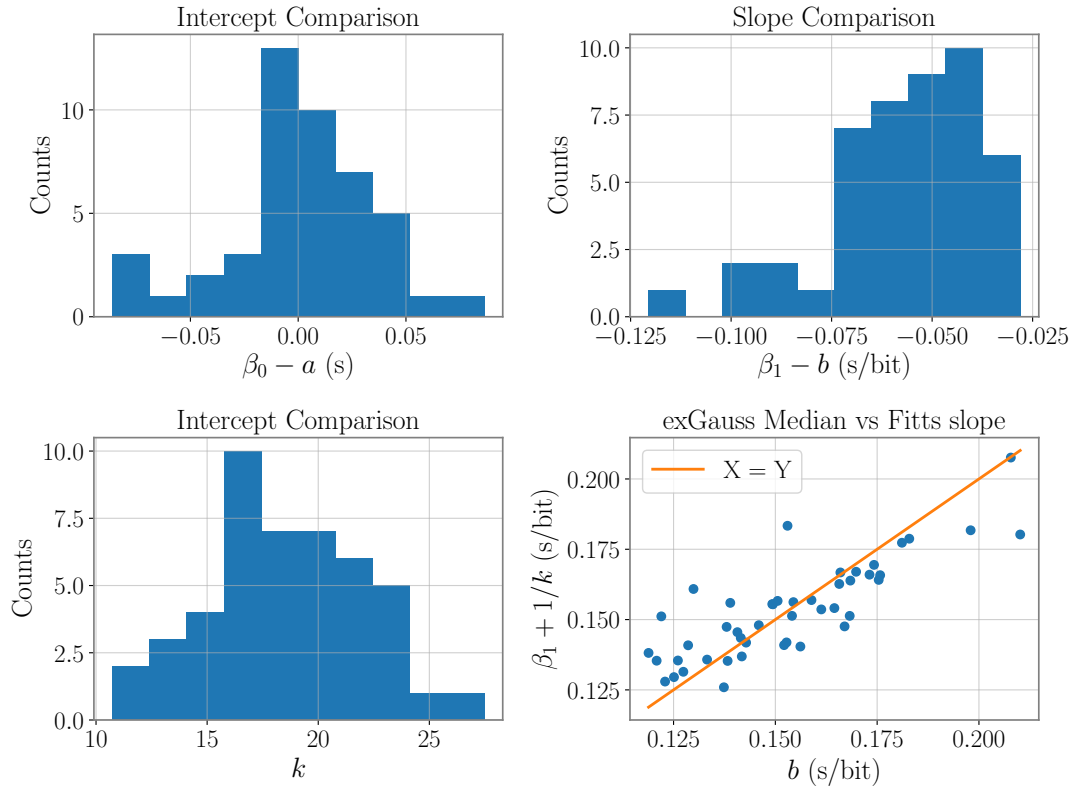 Intercept Comparison
Counts
10
5
0
−0.05
0.00
0.05
β₀ − a (s)
Slope Comparison
Counts
10.0
7.5
5.0
2.5
0.0
−0.125
−0.100
−0.075
−0.050
−0.025
β₁ − b (s/bit)
Intercept Comparison
Counts
10.0
7.5
5.0
2.5
0.0
10
15
20
25
k
exGauss Median vs Fitts slope
X = Y
β₁ + 1/k (s/bit)
0.200
0.175
0.150
0.125
0.125
0.150
0.175
0.200
b (s/bit)